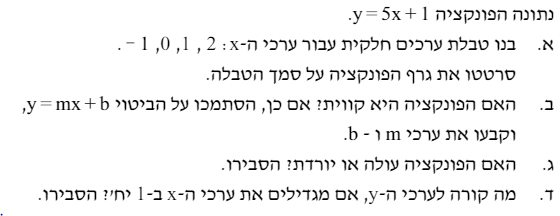 נתונה הפונקציה y = 5x + 1.
א. בנו טבלת ערכים חלקית עבור ערכי ה-x: 2 ,1 ,0 ,1 -.
סרטטו את גרף הפונקציה על סמך הטבלה.
ב. האם הפונקציה היא קווית? אם כן, הסתמכו על הביטוי y = mx + b,
וקבעו את ערכי m ו - b.
ג. האם הפונקציה עולה או יורדת? הסבירו.
ד. מה קורה לערכי ה-y, אם מגדילים את ערכי ה-x ב-1 יח'? הסבירו.